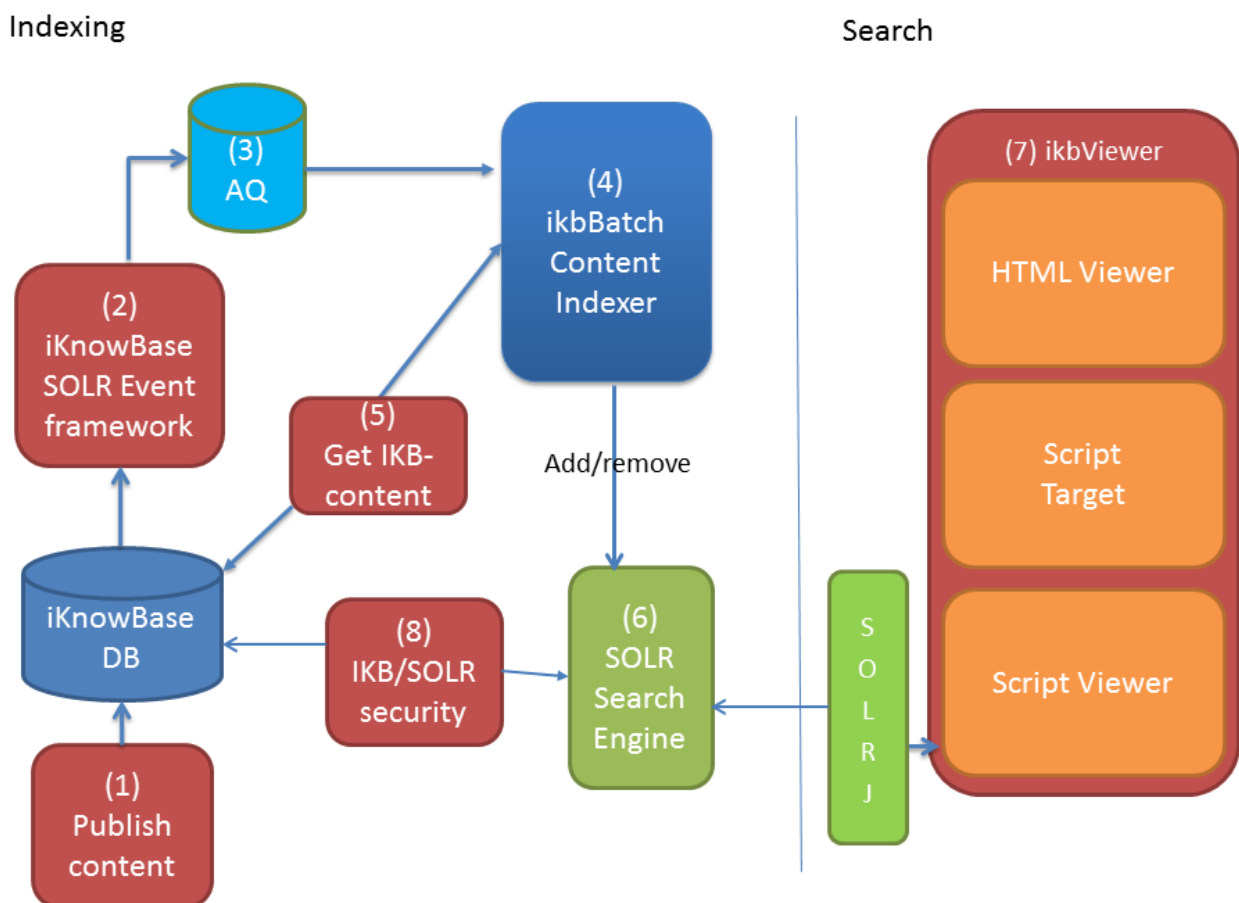 Indexing
Search
(3)
AQ
(4)
ikbBatch
Content
Indexer
(7) ikbViewer
HTML Viewer
(2)
iKnowBase
SOLR Event
framework
(5)
Get IKB-
content
Add/remove
Script
Target
iKnowBase
DB
(8)
IKB/SOLR
security
(6)
SOLR
Search
Engine
S
O
L
R
J
Script Viewer
(1)
Publish
content